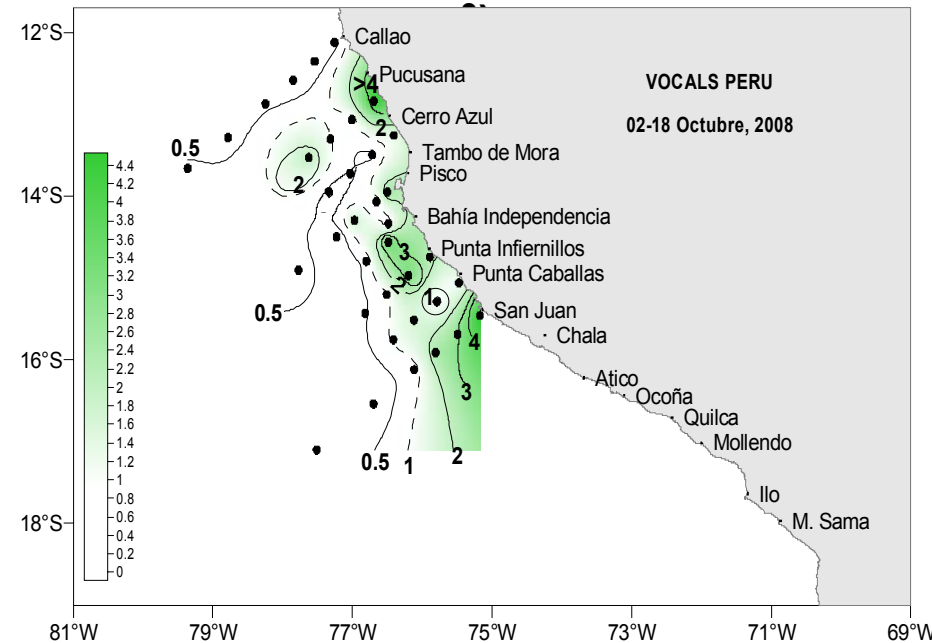 12°S
14°S
16°S
18°S
81°W
79°W
77°W
75°W
73°W
71°W
69°W
VOCALS PERU
02-18 Octubre, 2008
Callao
Pucusana
Cerro Azul
Tambo de Mora
Pisco
Bahía Independencia
Punta Infiernillos
Punta Caballas
San Juan
Chala
Atico
Ocoña
Quilca
Mollendo
Ilo
M. Sama
>4
2
0.5
2
3
2
1
0.5
4
3
0.5
1
2
4.4
4.2
4
3.8
3.6
3.4
3.2
3
2.8
2.6
2.4
2.2
2
1.8
1.6
1.4
1.2
1
0.8
0.6
0.4
0.2
0